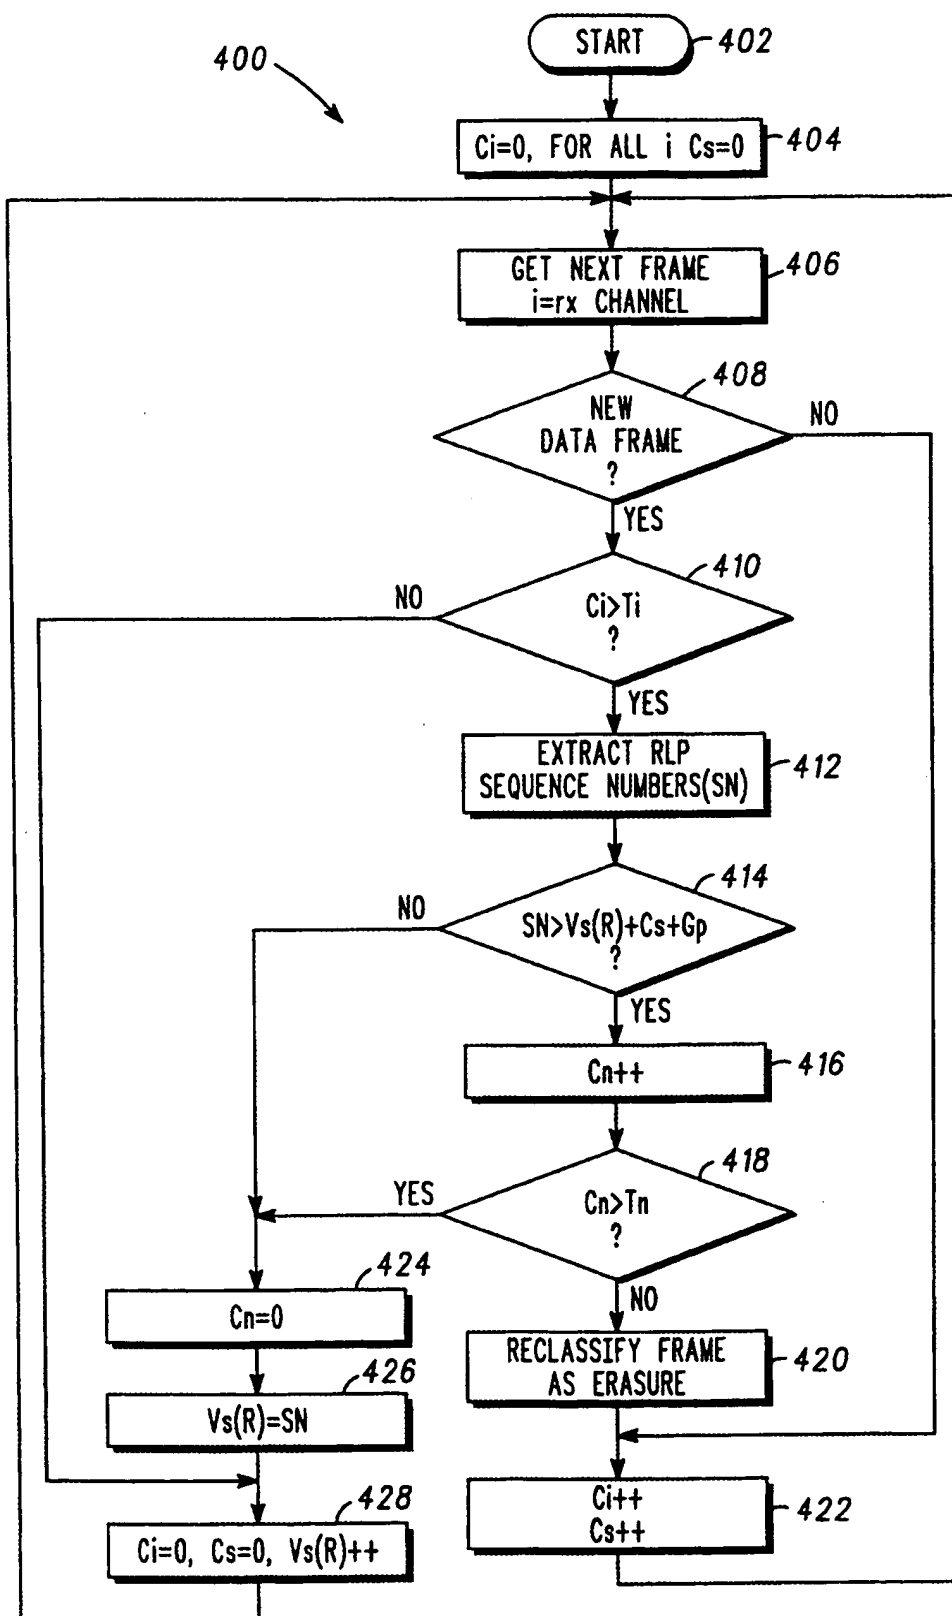 400
START
402
Ci=0, FOR ALL i Cs=0
404
GET NEXT FRAME
i=rx CHANNEL
406
NEW
DATA FRAME
?
408
NO
YES
Ci>Ti
?
410
NO
YES
EXTRACT RLP
SEQUENCE NUMBERS(SN)
412
SN>Vs(R)+Cs+Gp
?
414
NO
YES
Cn++
416
Cn>Tn
?
418
YES
NO
Cn=0
424
RECLASSIFY FRAME
AS ERASURE
420
Vs(R)=SN
426
Ci++
Cs++
422
Ci=0, Cs=0, Vs(R)++
428